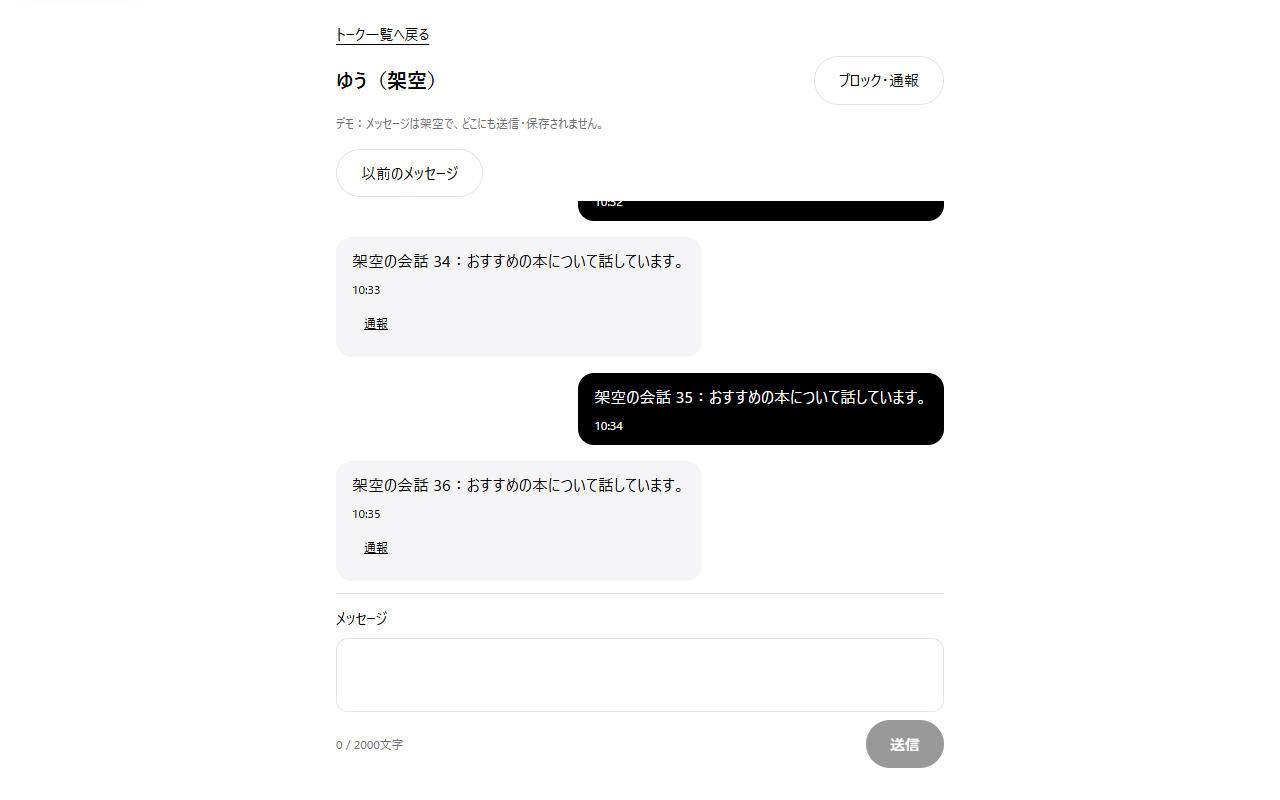 トーク一覧へ戻る
ゆう（架空）
ブロック・通報
デモ：メッセージは架空で、どこにも送信・保存されません。
以前のメッセージ
10:32
架空の会話 34：おすすめの本について話しています。
10:33
通報
架空の会話 35：おすすめの本について話しています。
10:34
架空の会話 36：おすすめの本について話しています。
10:35
通報
メッセージ
0 / 2000文字
送信